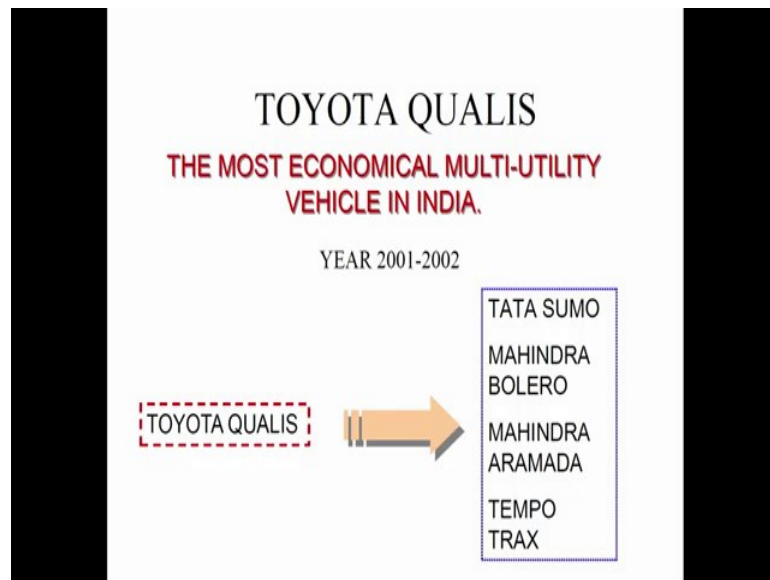 TOYOTA QUALIS
THE MOST ECONOMICAL MULTI-UTILITY
VEHICLE IN INDIA.
YEAR 2001-2002
TOYOTA QUALIS
TATA SUMO
MAHINDRA
BOLERO
MAHINDRA
ARAMADA
TEMPO
TRAX